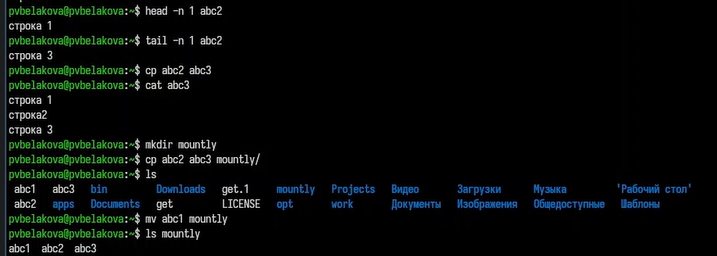 pvbelakova@pvbelakova:~$ head -n 1 abc2
строка 1
pvbelakova@pvbelakova:~$ tail -n 1 abc2
строка 3
pvbelakova@pvbelakova:~$ cp abc2 abc3
pvbelakova@pvbelakova:~$ cat abc3
строка 1
строка2
строка 3
pvbelakova@pvbelakova:~$ mkdir mountly
pvbelakova@pvbelakova:~$ cp abc2 abc3 mountly/
pvbelakova@pvbelakova:~$ ls
abc1 abc3 bin Downloads get.1 mountly Projects Видео Загрузки Музыка 'Рабочий стол'
abc2 apps Documents get LICENSE opt work Документы Изображения Общедоступные Шаблоны
pvbelakova@pvbelakova:~$ mv abc1 mountly
pvbelakova@pvbelakova:~$ ls mountly
abc1 abc2 abc3